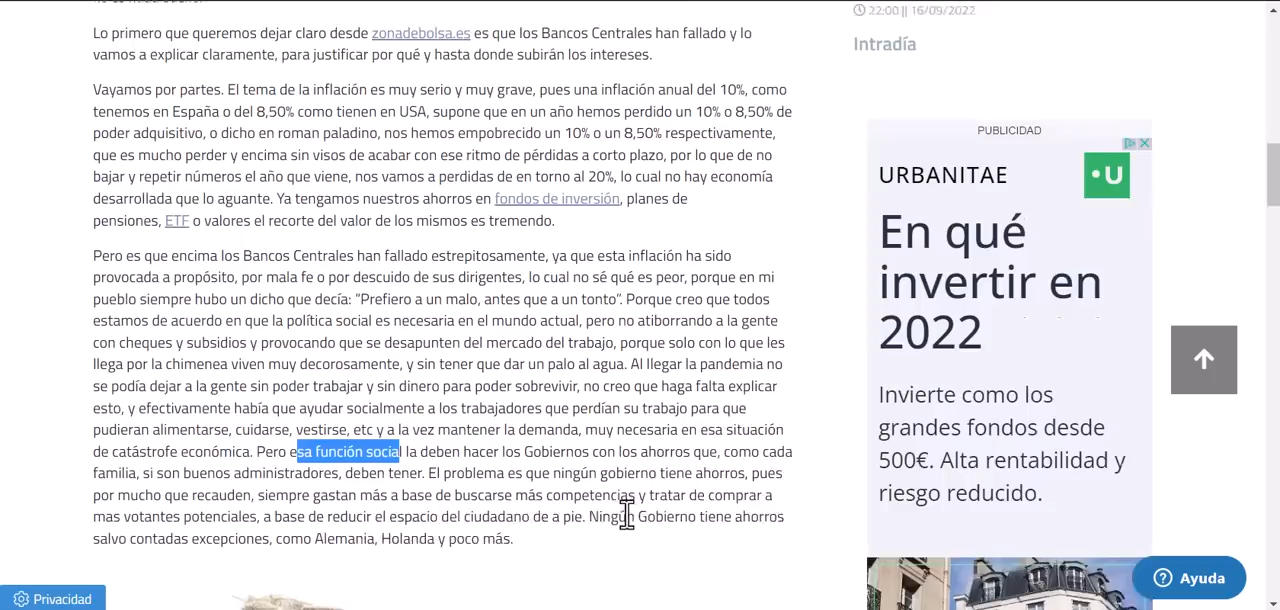 22:00 || 16/09/2022
Intradía
Lo primero que queremos dejar claro desde zonadebolsa.es es que los Bancos Centrales han fallado y lo
vamos a explicar claramente, para justificar por qué y hasta donde subirán los intereses.
Vayamos por partes. El tema de la inflación es muy serio y muy grave, pues una inflación anual del 10%, como
tenemos en España o del 8,50% como tienen en USA, supone que en un año hemos perdido un 10% o 8,50% de
poder adquisitivo, o dicho en roman paladino, nos hemos empobrecido un 10% o un 8,50% respectivamente,
que es mucho perder y encima sin visos de acabar con ese ritmo de pérdidas a corto plazo, por lo que de no
bajar y repetir números el año que viene, nos vamos a perdidas de en torno al 20%, lo cual no hay economía
desarrollada que lo aguante. Ya tengamos nuestros ahorros en fondos de inversión, planes de
pensiones, ETF o valores el recorte del valor de los mismos es tremendo.
Pero es que encima los Bancos Centrales han fallado estrepitosamente, ya que esta inflación ha sido
provocada a propósito, por mala fe o por descuido de sus dirigentes, lo cual no sé qué es peor, porque en mi
pueblo siempre hubo un dicho que decía: "Prefiero a un malo, antes que a un tonto". Porque creo que todos
estamos de acuerdo en que la política social es necesaria en el mundo actual, pero no atiborrando a la gente
con cheques y subsidios y povocando que se desapunten del mercado del trabajo, porque solo con lo que les
llega por la chimenea viven muy decorosamente, y sin tener que dar un palo al agua. Al llegar la pandemia no
se podía dejar a la gente sin poder trabajar y sin dinero para poder sobrevivir, no creo que haga falta explicar
esto, y efectivamente había que ayudar socialmente a los trabajadores que perdían su trabajo para que
pudieran alimentarse, cuidarse, vestirse, etc y a la vez mantener la demanda, muy necesaria en esa situación
de catástrofe económica. Pero esa función social la deben hacer los Gobiernos con los ahorros que, como cada
familia, si son buenos administradores, deben tener. El problema es que ningún gobierno tiene ahorros, pues
por mucho que recauden, siempre gastan más a base de buscarse más competencias y tratar de comprar a
mas votantes potenciales, a base de reducir el espacio del ciudadano de a pie. Ningún Gobierno tiene ahorros
salvo contadas excepciones, como Alemania, Holanda y poco más.
PUBLICIDAD
URBANITAE
U
En qué
invertir en
2022
Invierte como los
grandes fondos desde
500€. Alta rentabilidad y
riesgo reducido.
Ayuda
Privacidad